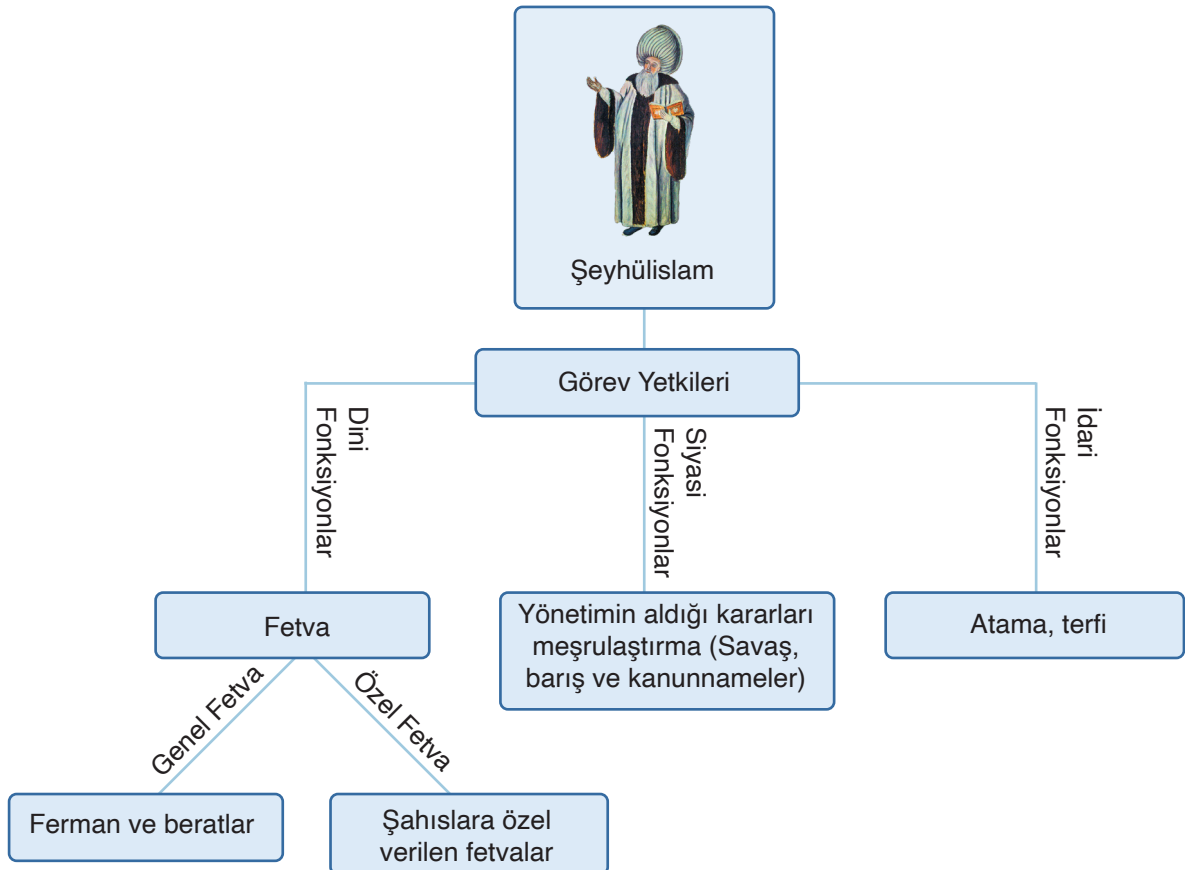 Şeyhülislam
Görev Yetkileri
Dini
Fonksiyonlar
Siyasi
Fonksiyonlar
İdari
Fonksiyonlar
Fetva
Yönetimin aldığı kararları
meşrulaştırma (Savaş,
barış ve kanunnameler)
Atama, terfi
Genel Fetva
Özel Fetva
Ferman ve beratlar
Şahıslara özel
verilen fetvalar